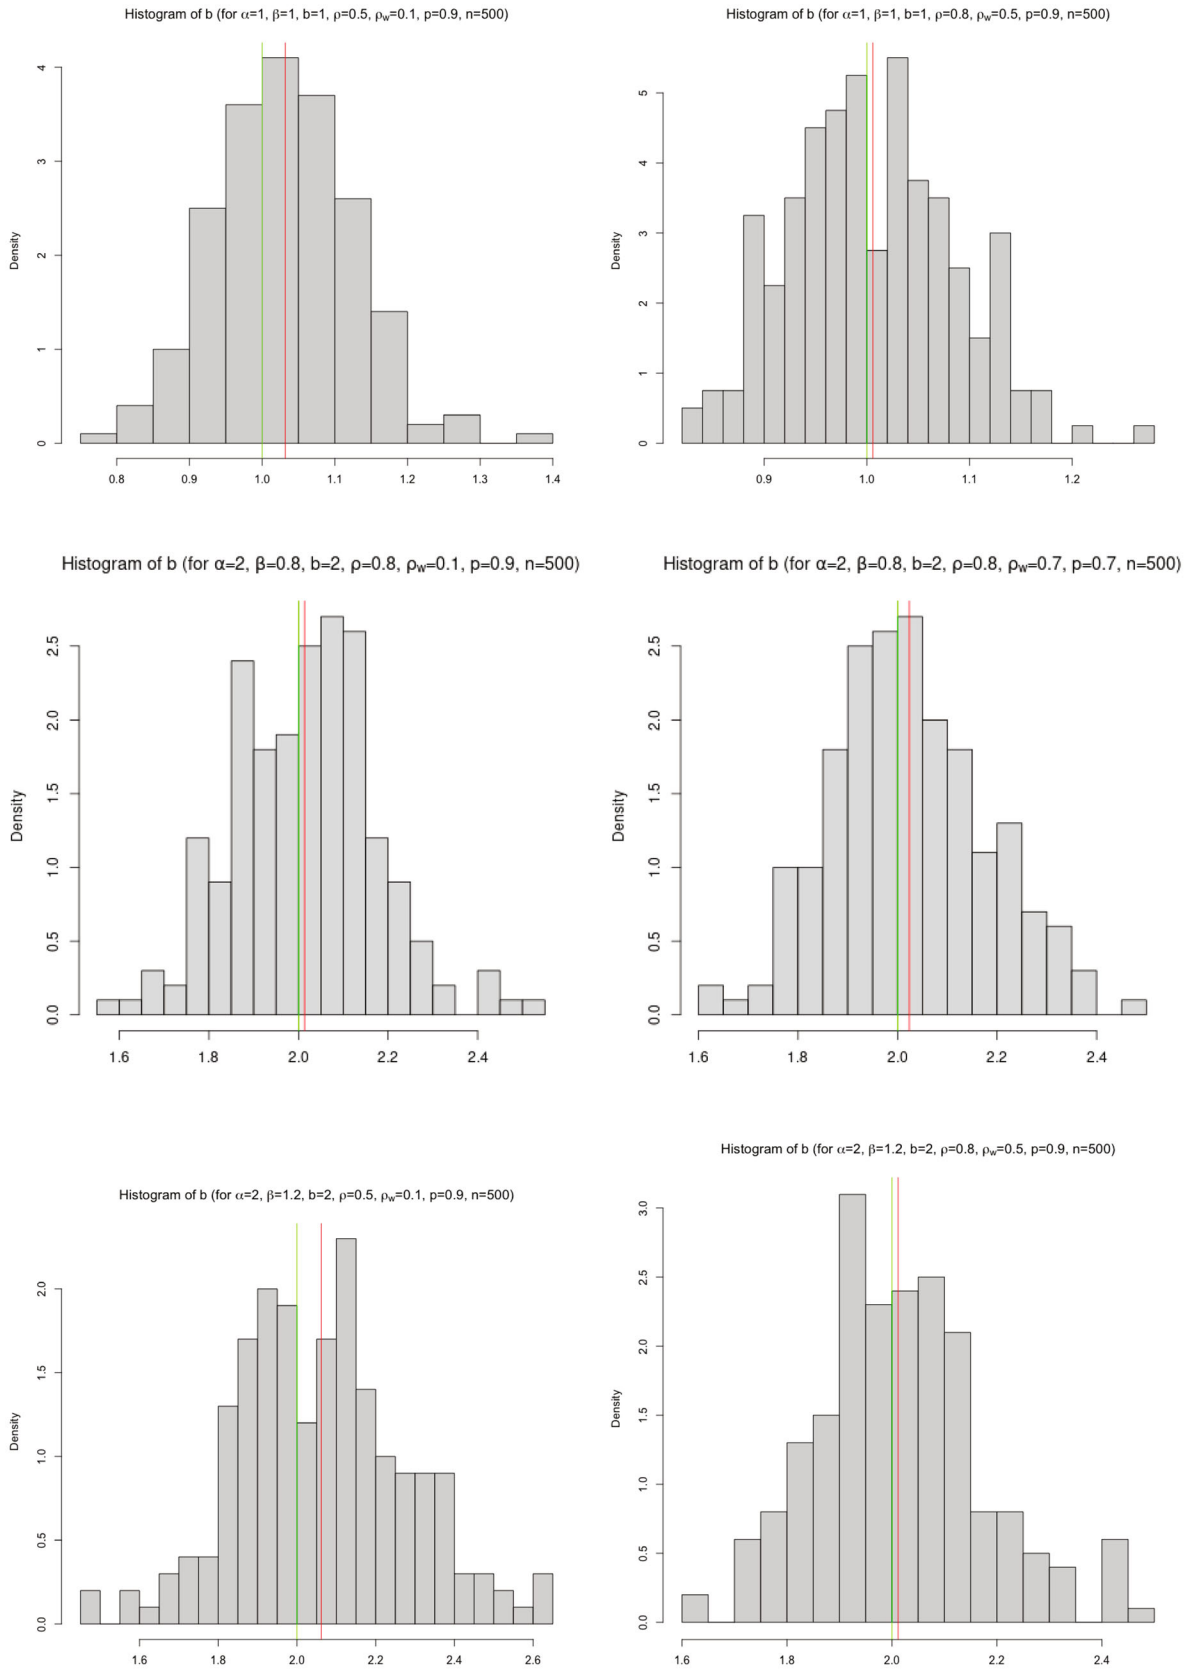 Histogram of b (for α=1, β=1, b=1, ρ=0.5, ρw=0.1, p=0.9, n=500)
Density
0 1 2 3 4
0.8 0.9 1.0 1.1 1.2 1.3 1.4
Histogram of b (for α=1, β=1, b=1, ρ=0.8, ρw=0.5, p=0.9, n=500)
Density
0 1 2 3 4 5
0.9 1.0 1.1 1.2
Histogram of b (for α=2, β=0.8, b=2, ρ=0.8, ρw=0.1, p=0.9, n=500)
Density
0.0 0.5 1.0 1.5 2.0 2.5
1.6 1.8 2.0 2.2 2.4
Histogram of b (for α=2, β=0.8, b=2, ρ=0.8, ρw=0.7, p=0.7, n=500)
Density
0.0 0.5 1.0 1.5 2.0 2.5
1.6 1.8 2.0 2.2 2.4
Histogram of b (for α=2, β=1.2, b=2, ρ=0.5, ρw=0.1, p=0.9, n=500)
Density
0.0 0.5 1.0 1.5 2.0
1.6 1.8 2.0 2.2 2.4 2.6
Histogram of b (for α=2, β=1.2, b=2, ρ=0.8, ρw=0.5, p=0.9, n=500)
Density
0.0 0.5 1.0 1.5 2.0 2.5 3.0
1.6 1.8 2.0 2.2 2.4